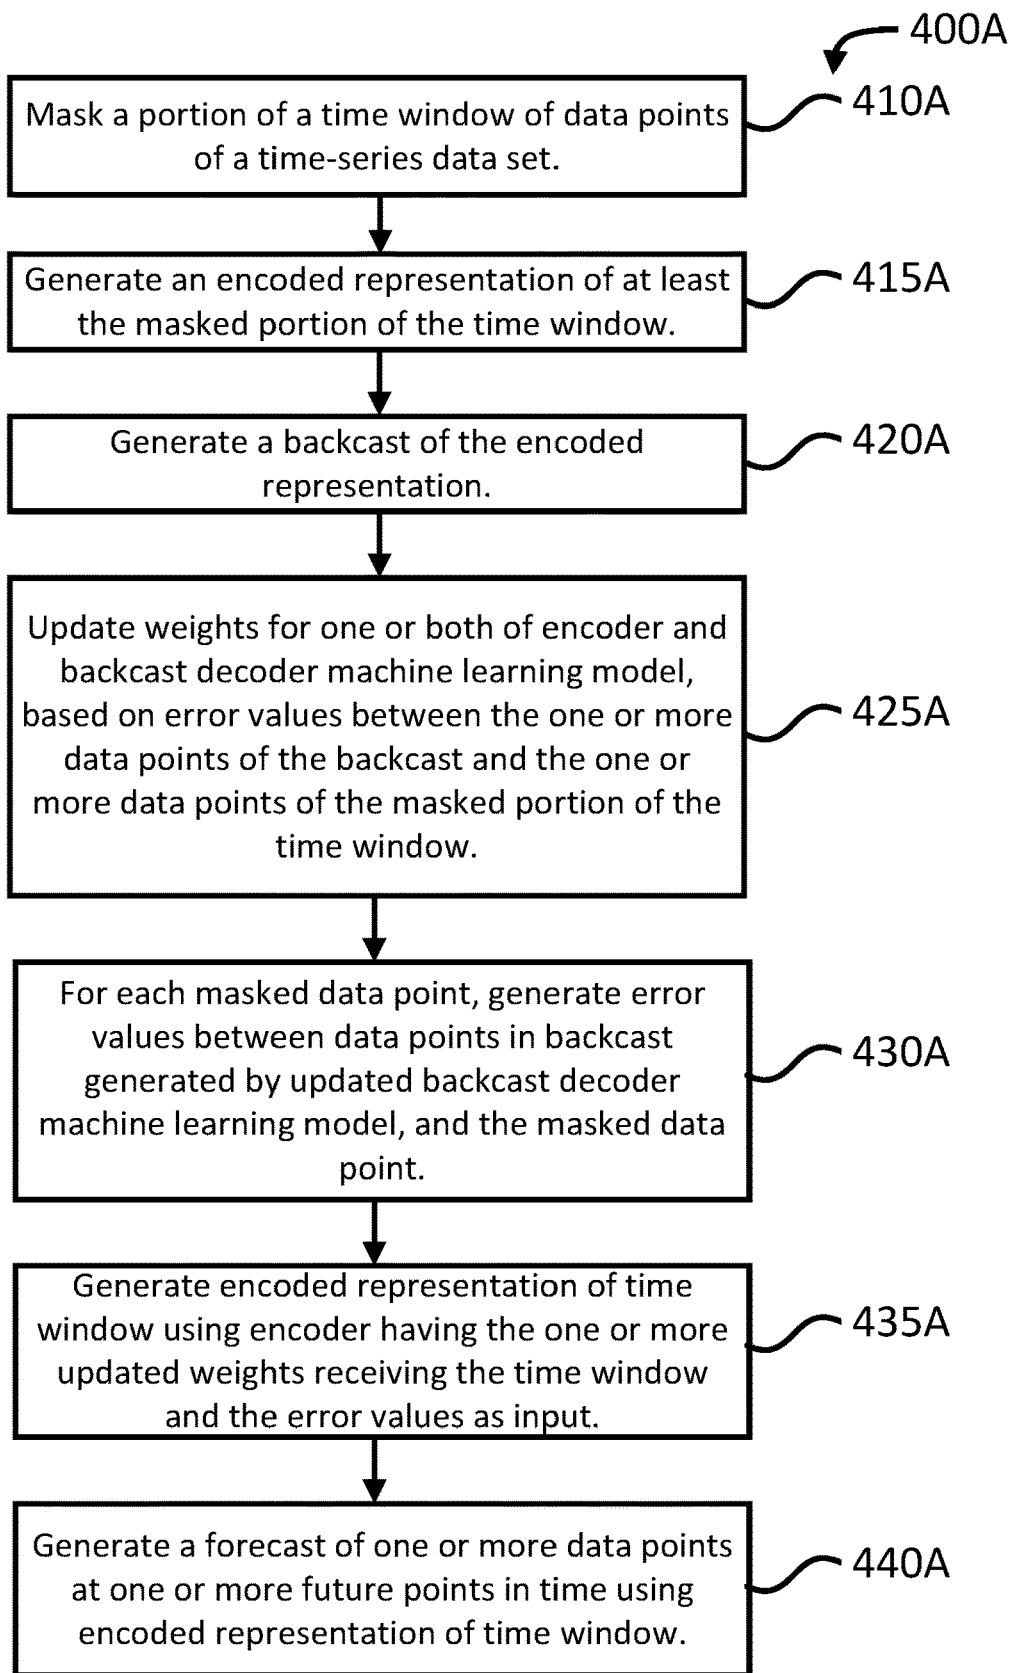 400A
Mask a portion of a time window of data points
of a time-series data set.
410A
Generate an encoded representation of at least
the masked portion of the time window.
415A
Generate a backcast of the encoded
representation.
420A
Update weights for one or both of encoder and
backcast decoder machine learning model,
based on error values between the one or more
data points of the backcast and the one or
more data points of the masked portion of the
time window.
425A
For each masked data point, generate error
values between data points in backcast
generated by updated backcast decoder
machine learning model, and the masked data
point.
430A
Generate encoded representation of time
window using encoder having the one or more
updated weights receiving the time window
and the error values as input.
435A
Generate a forecast of one or more data points
at one or more future points in time using
encoded representation of time window.
440A